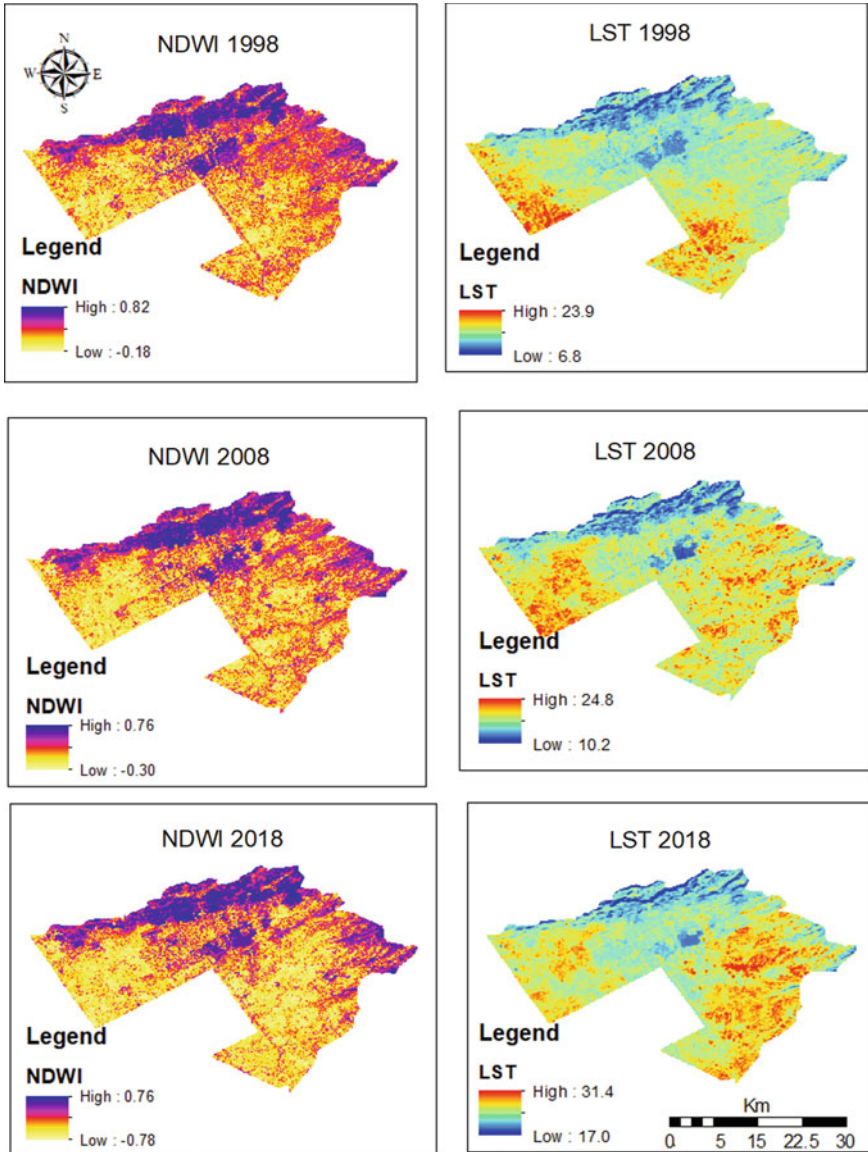 NDWI 1998
N
W E
S
Legend
NDWI
High : 0.82
Low : -0.18
LST 1998
Legend
LST
High : 23.9
Low : 6.8
NDWI 2008
Legend
NDWI
High : 0.76
Low : -0.30
LST 2008
Legend
LST
High : 24.8
Low : 10.2
NDWI 2018
Legend
NDWI
High : 0.76
Low : -0.78
LST 2018
Legend
LST
High : 31.4
Low : 17.0
Km
0 5 15 22.5 30